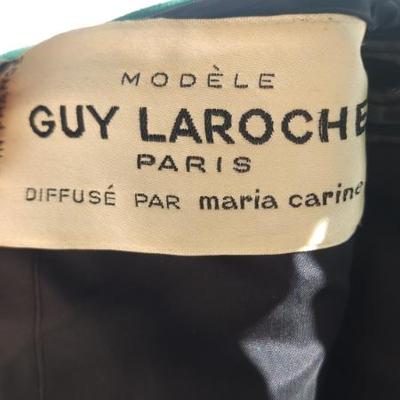 MODÈLE
GUY LAROCHE
PARIS
DIFFUSÉ PAR maria carine